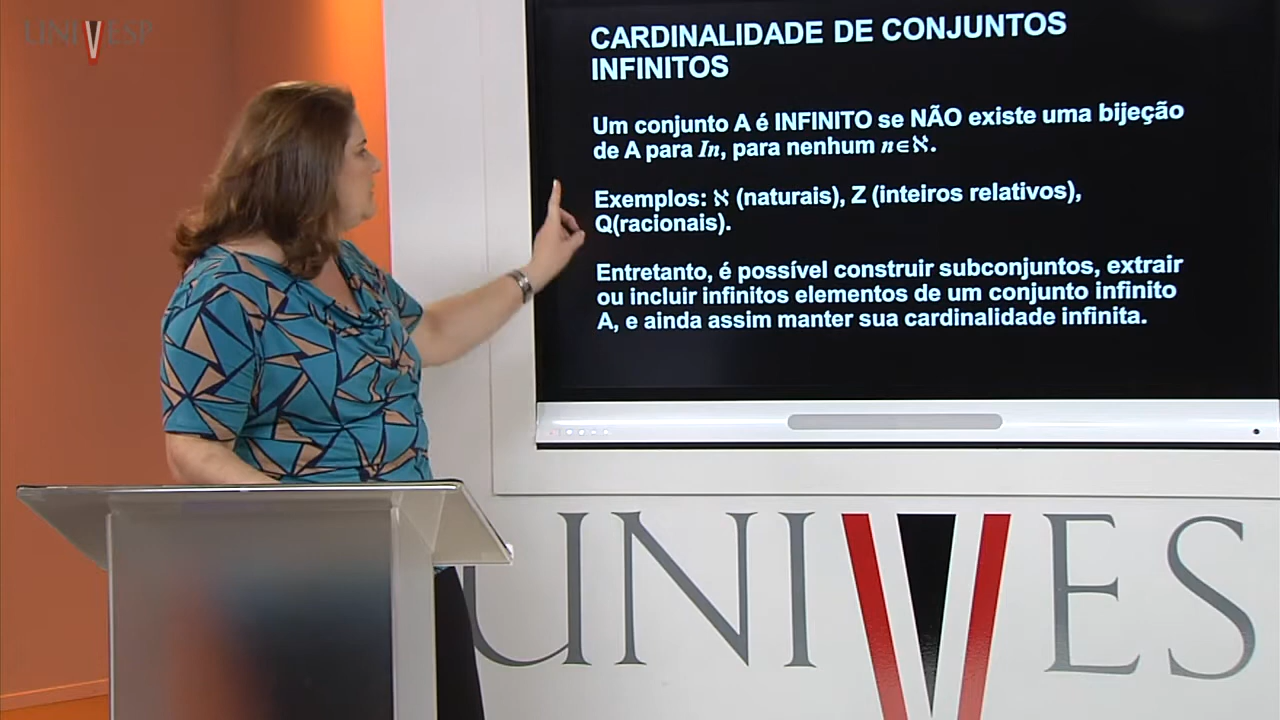 UNIVESP
CARDINALIDADE DE CONJUNTOS
INFINITOS
Um conjunto A é INFINITO se NÃO existe uma bijeção
de A para In, para nenhum n∈ℵ.
Exemplos: ℵ (naturais), Z (inteiros relativos),
Q(racionais).
Entretanto, é possível construir subconjuntos, extrair
ou incluir infinitos elementos de um conjunto infinito
A, e ainda assim manter sua cardinalidade infinita.
UNIVES